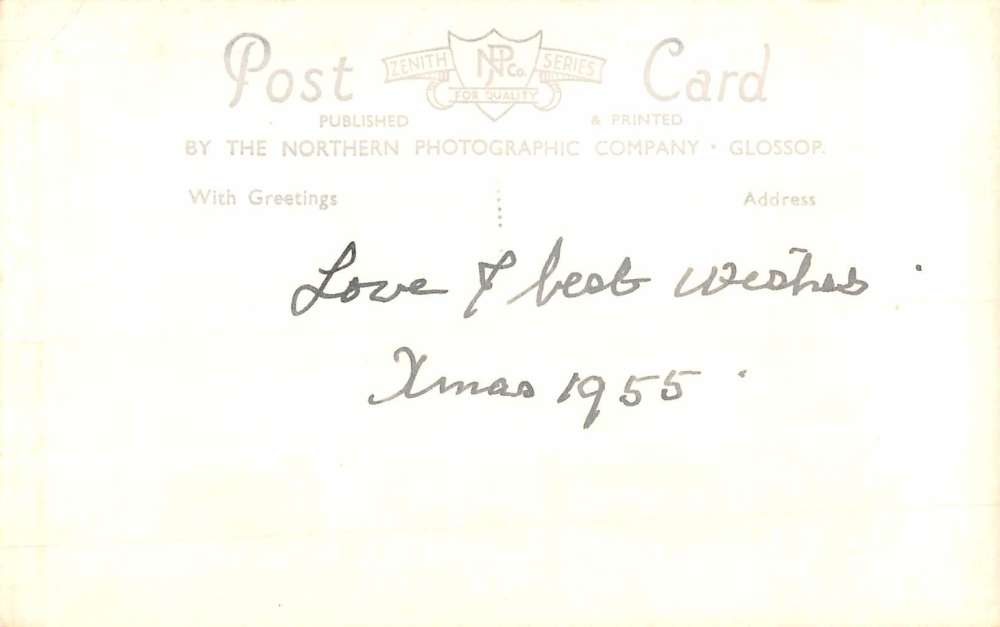 Post Card
ZENITH NPCo. SERIES
FOR QUALITY
PUBLISHED & PRINTED
BY THE NORTHERN PHOTOGRAPHIC COMPANY · GLOSSOP.
With Greetings
Address
Love & best wishes.
Xmas 1955.